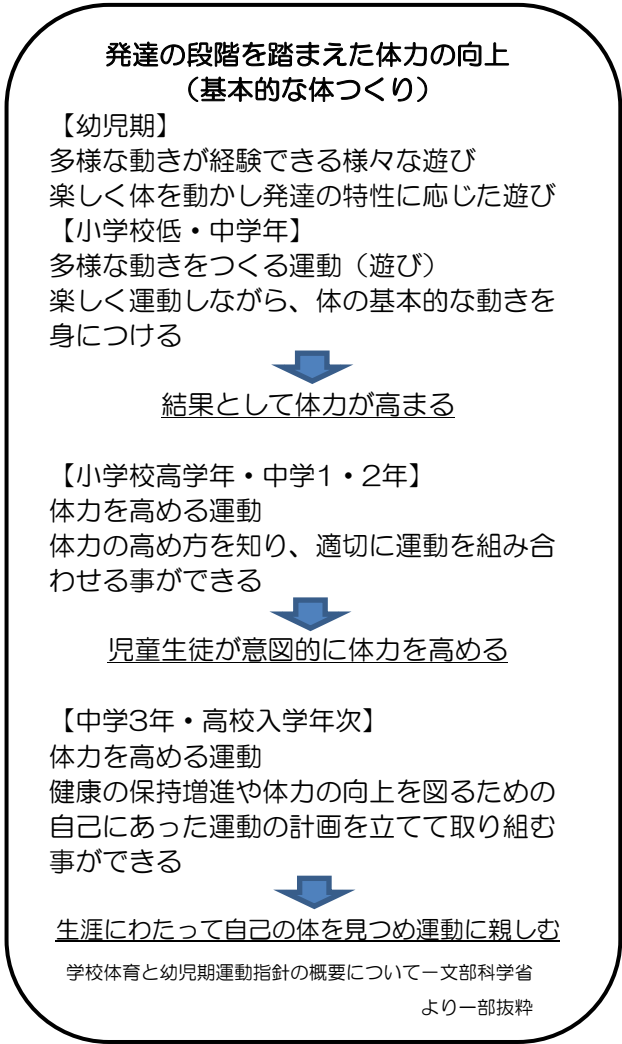 発達の段階を踏まえた体力の向上
（基本的な体つくり）
【幼児期】
多様な動きが経験できる様々な遊び
楽しく体を動かし発達の特性に応じた遊び
【小学校低・中学年】
多様な動きをつくる運動（遊び）
楽しく運動しながら、体の基本的な動きを
身につける
結果として体力が高まる
【小学校高学年・中学1・2年】
体力を高める運動
体力の高め方を知り、適切に運動を組み合
わせる事ができる
児童生徒が意図的に体力を高める
【中学3年・高校入学年次】
体力を高める運動
健康の保持増進や体力の向上を図るための
自己にあった運動の計画を立てて取り組む
事ができる
生涯にわたって自己の体を見つめ運動に親しむ
学校体育と幼児期運動指針の概要についてー文部科学省
より一部抜粋